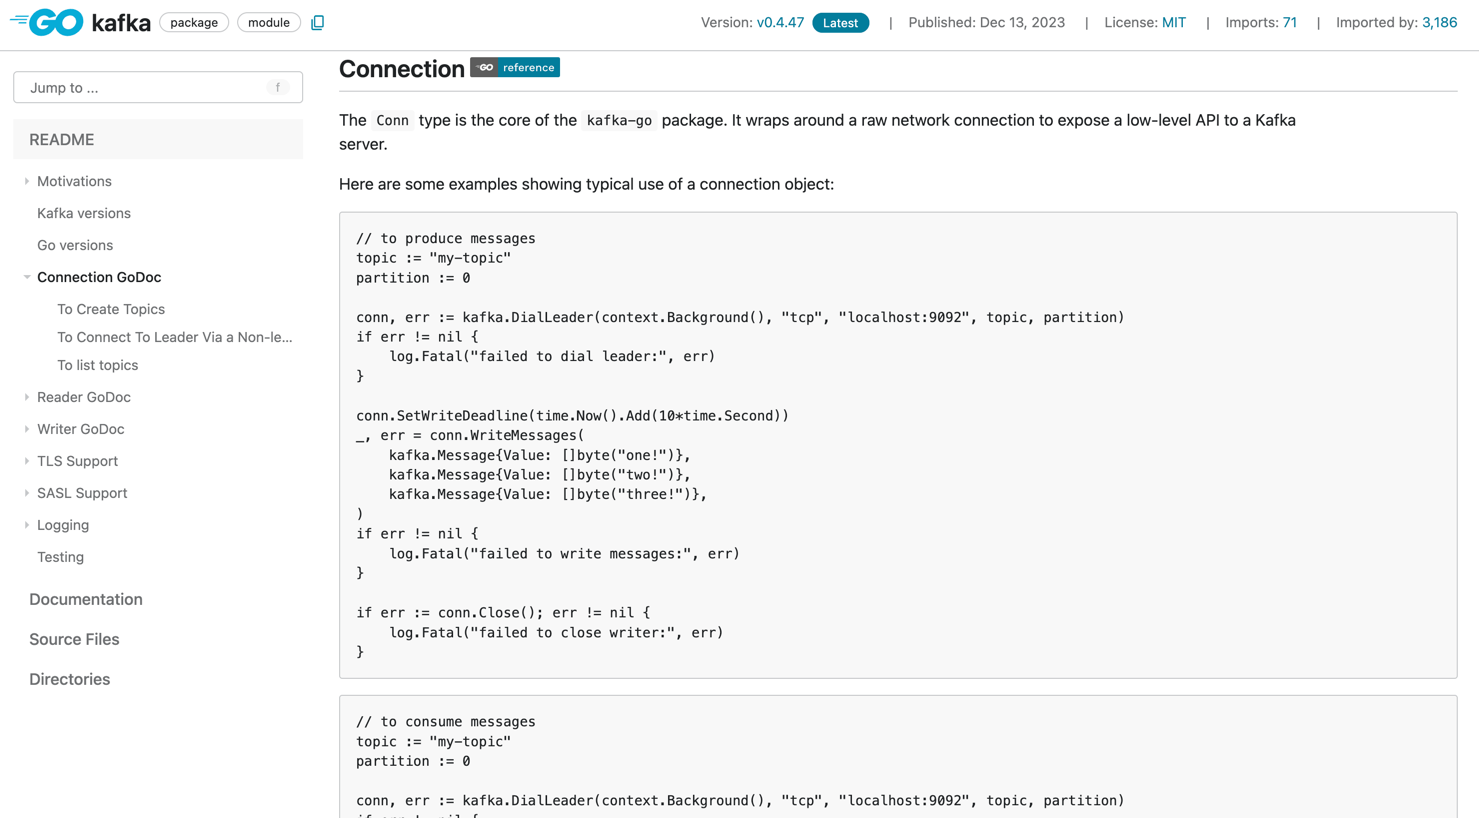 GO kafka package module
Version: v0.4.47 Latest | Published: Dec 13, 2023 | License: MIT | Imports: 71 | Imported by: 3,186
Jump to ... f
README
Motivations
Kafka versions
Go versions
Connection GoDoc
To Create Topics
To Connect To Leader Via a Non-le...
To list topics
Reader GoDoc
Writer GoDoc
TLS Support
SASL Support
Logging
Testing
Documentation
Source Files
Directories
Connection GO reference
The Conn type is the core of the kafka-go package. It wraps around a raw network connection to expose a low-level API to a Kafka
server.
Here are some examples showing typical use of a connection object:
// to produce messages
topic := "my-topic"
partition := 0
conn, err := kafka.DialLeader(context.Background(), "tcp", "localhost:9092", topic, partition)
if err != nil {
    log.Fatal("failed to dial leader:", err)
}
conn.SetWriteDeadline(time.Now().Add(10*time.Second))
_, err = conn.WriteMessages(
    kafka.Message{Value: []byte("one!")},
    kafka.Message{Value: []byte("two!")},
    kafka.Message{Value: []byte("three!")},
)
if err != nil {
    log.Fatal("failed to write messages:", err)
}
if err := conn.Close(); err != nil {
    log.Fatal("failed to close writer:", err)
}
// to consume messages
topic := "my-topic"
partition := 0
conn, err := kafka.DialLeader(context.Background(), "tcp", "localhost:9092", topic, partition)